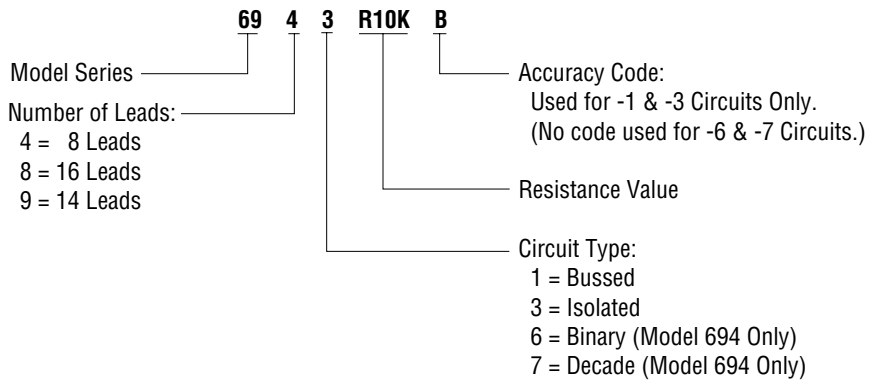 69 4 3 R10K B
Model Series
Number of Leads:
4 = 8 Leads
8 = 16 Leads
9 = 14 Leads
Accuracy Code:
Used for -1 & -3 Circuits Only.
(No code used for -6 & -7 Circuits.)
Resistance Value
Circuit Type:
1 = Bussed
3 = Isolated
6 = Binary (Model 694 Only)
7 = Decade (Model 694 Only)